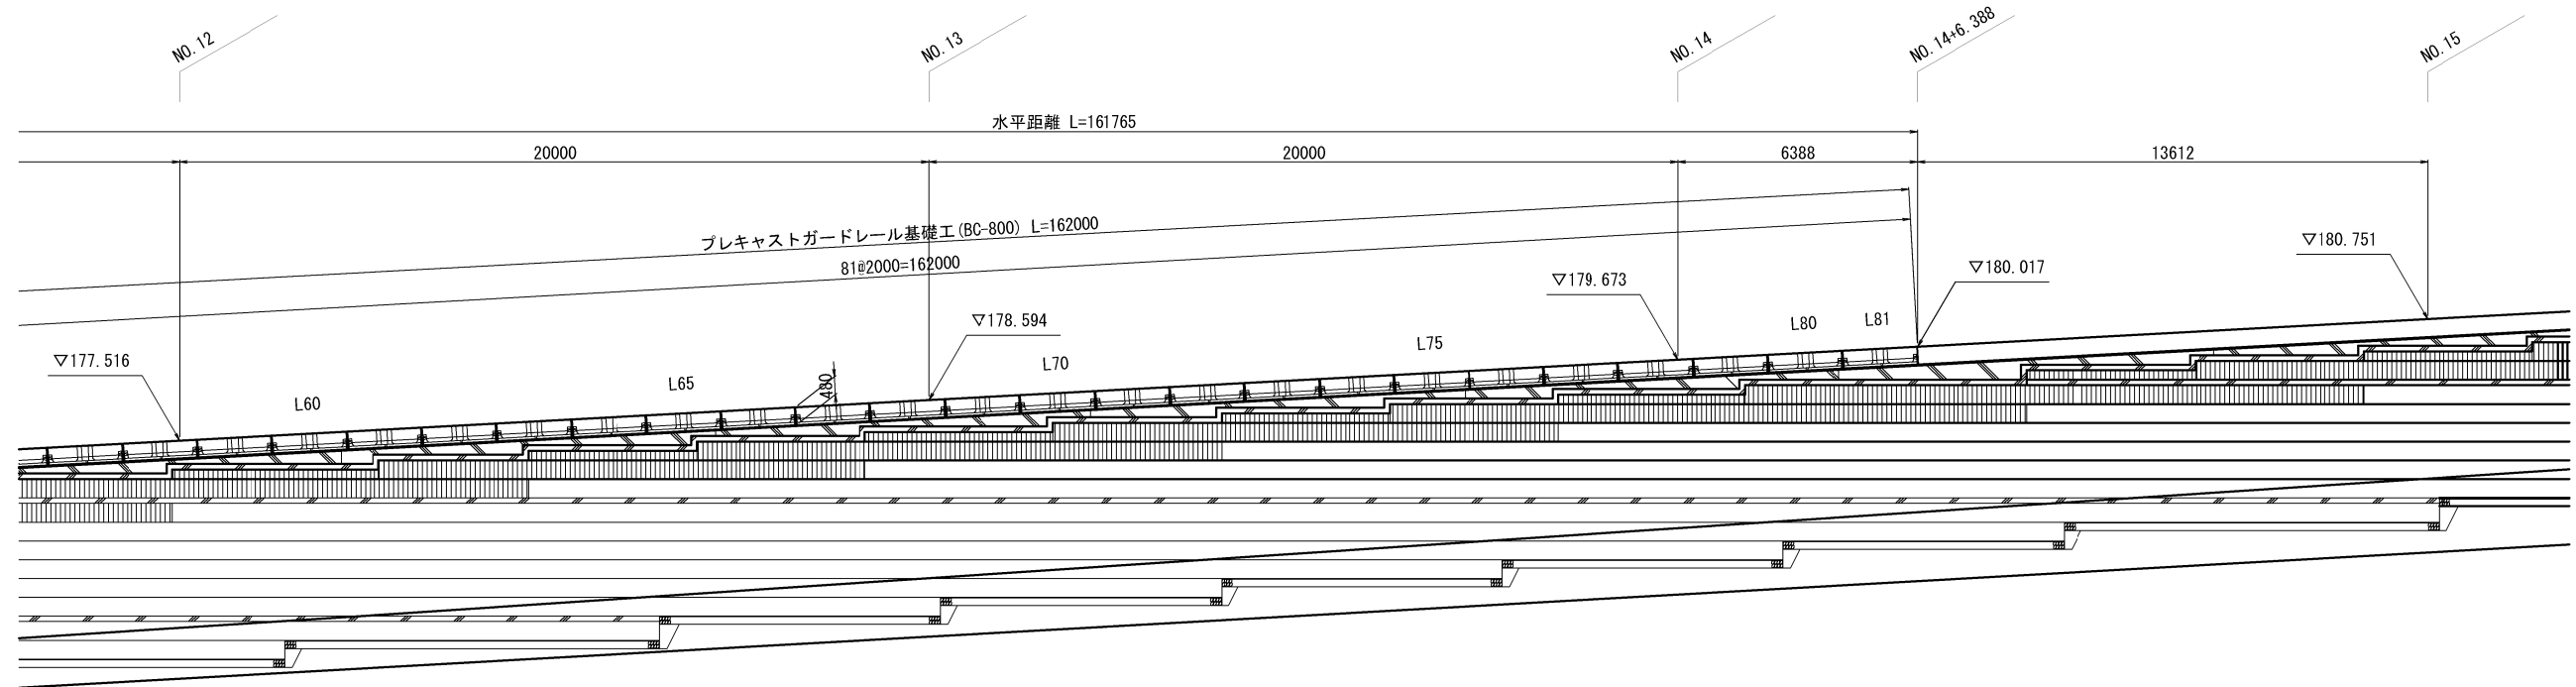 NO.12
NO.13
NO.14
NO.14+6.388
NO.15
水平距離 L=161765
20000
20000
6388
13612
プレキャストガードレール基礎工(BC-800) L=162000
81@2000=162000
▽180.751
▽180.017
▽179.673
▽178.594
▽177.516
L81
L80
L75
L70
L65
480
L60